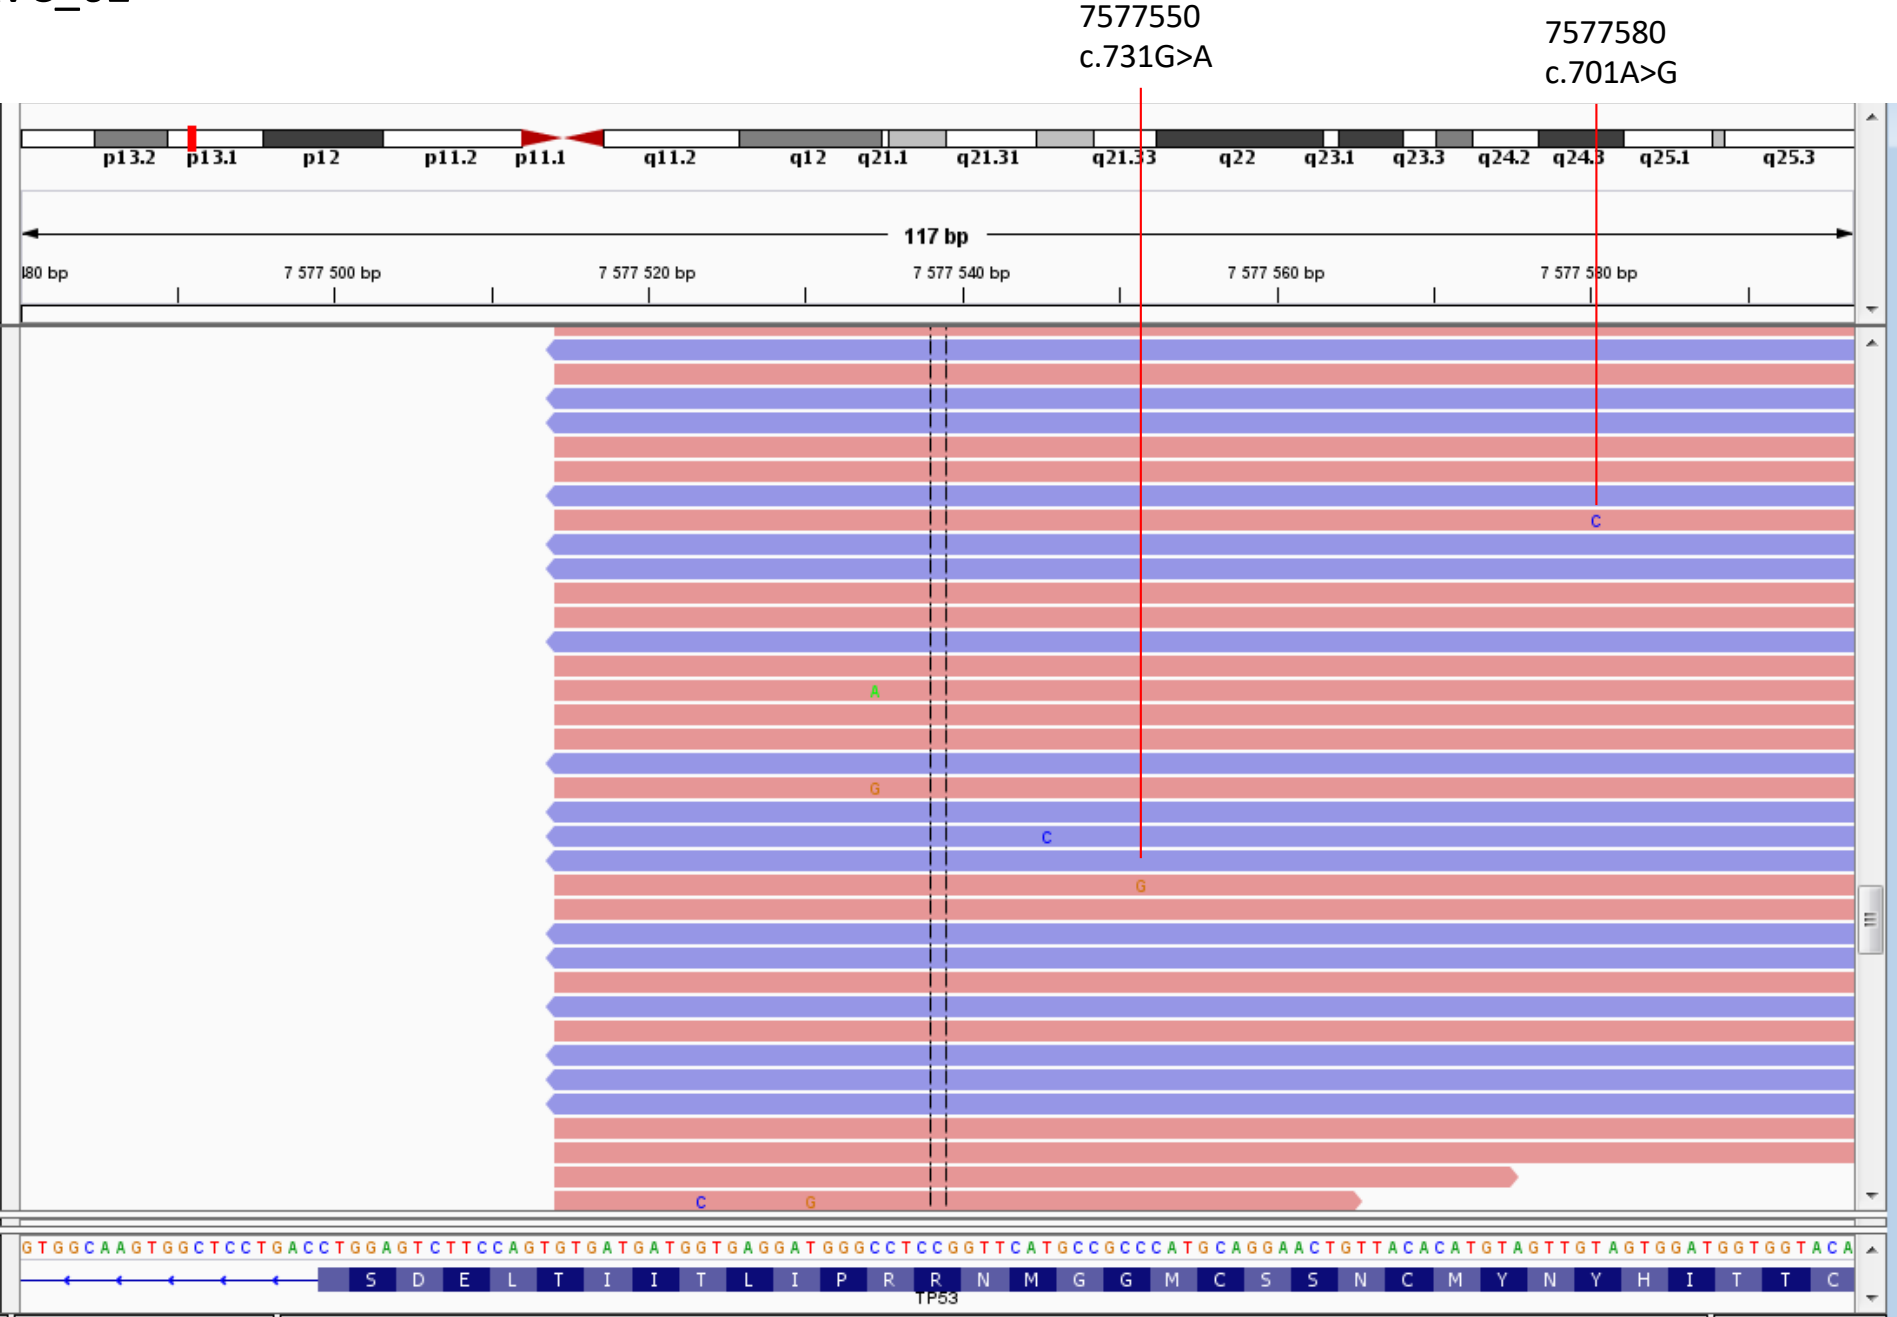 7577550
c.731G>A
7577580
c.701A>G
p13.2 p13.1 p12 p11.2 p11.1 q11.2 q12 q21.1 q21.31 q21.33 q22 q23.1 q23.3 q24.2 q24.3 q25.1 q25.3
117 bp
480 bp 7 577 500 bp 7 577 520 bp 7 577 540 bp 7 577 560 bp 7 577 580 bp
C
A
G
C
G
C G
GTGGCAAGTGGCTCCTGACCTGGAGTCTTCCAGTGTGATGATGGTGAGGATGGGCCTCCGGTTCATGCCGCCCATGCAGGAACTGTTACACATGTAGTTGTAGTGGATGGTGGTACA
S D E L T I I T L I P R R N M G G M C S S N C M Y N Y H I T T C
TP53